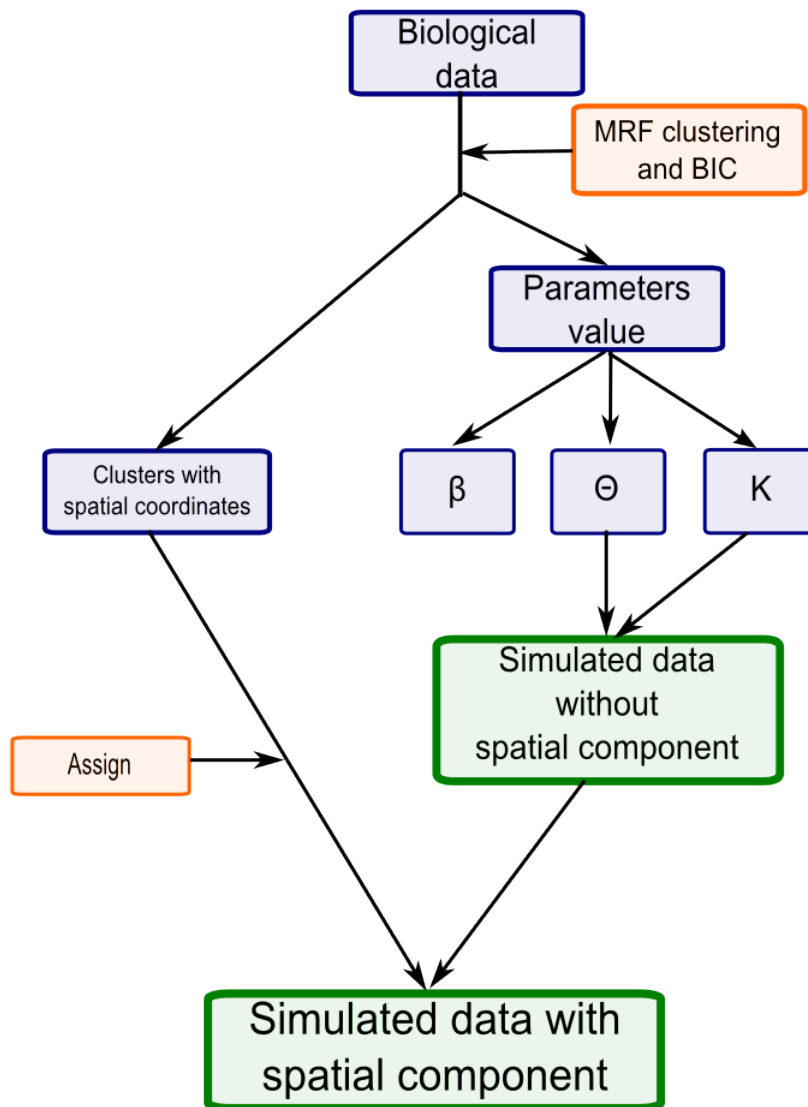 Biological
data
MRF clustering
and BIC
Parameters
value
Clusters with
spatial coordinates
β
Θ
K
Simulated data
without
spatial component
Assign
Simulated data with
spatial component